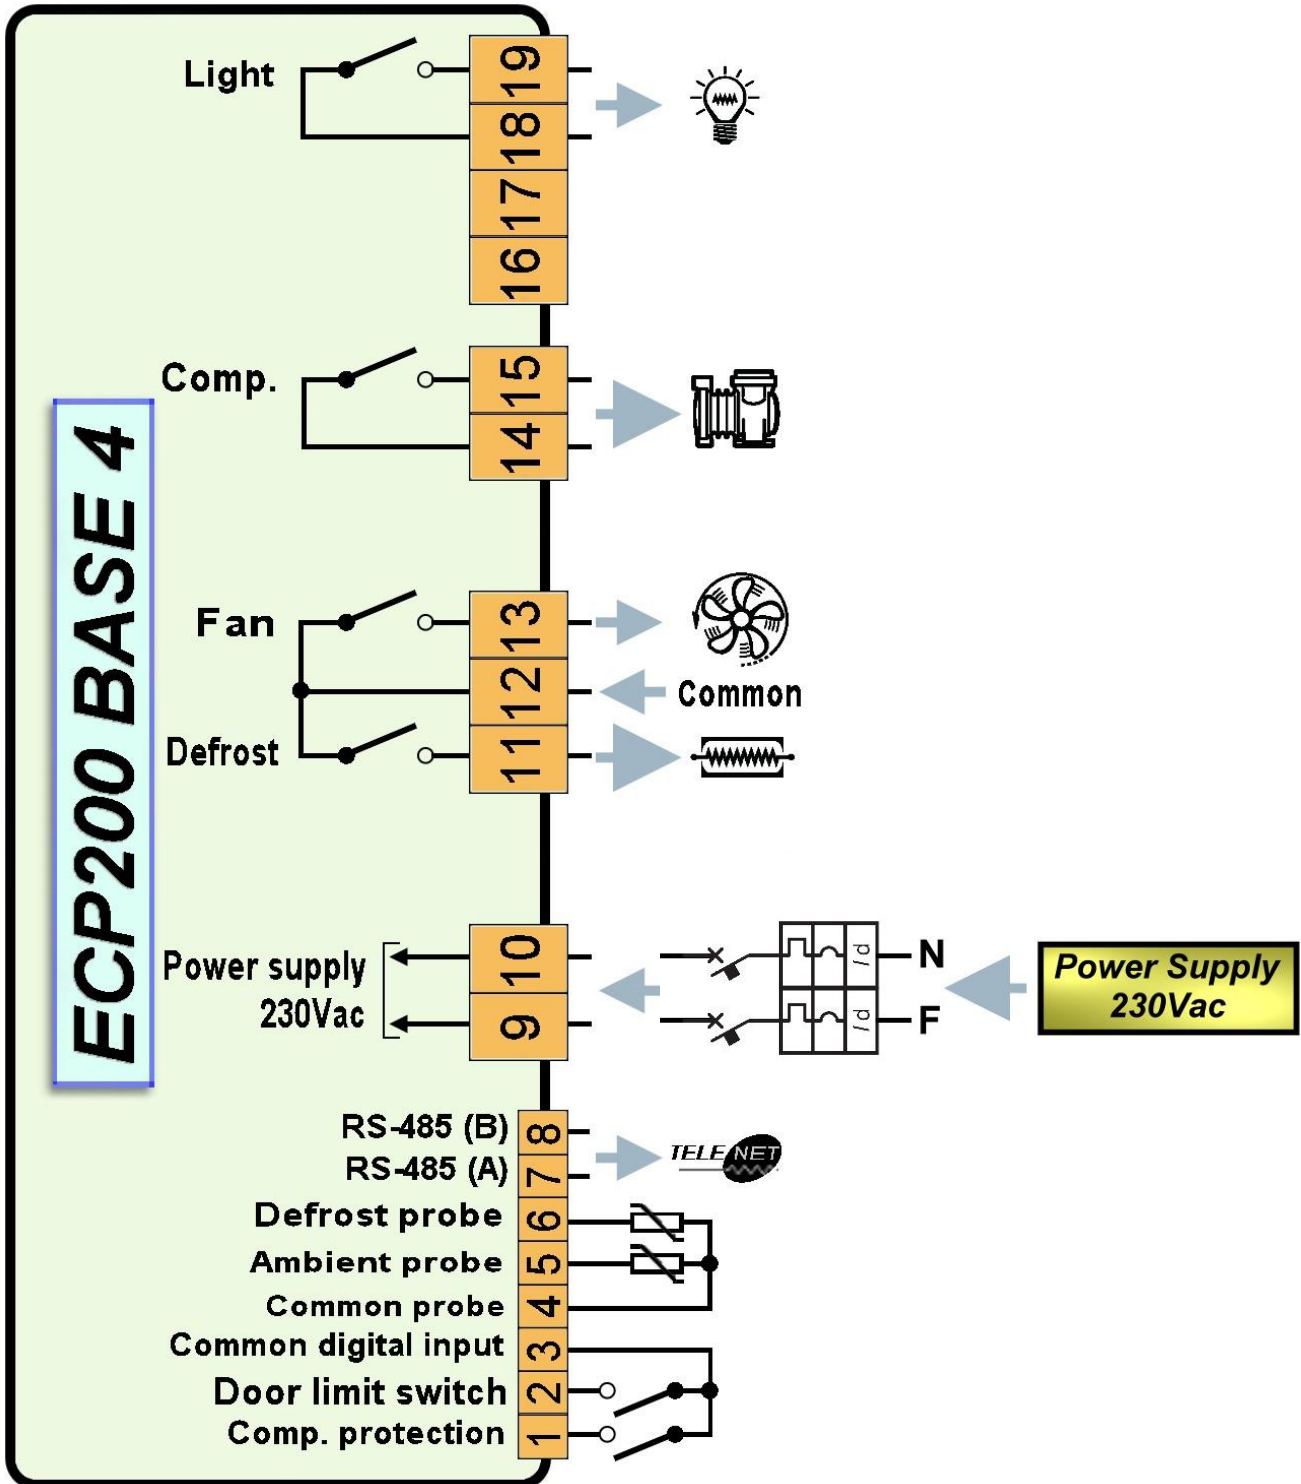 Light
19
18
17
16
Comp.
15
14
ECP200 BASE 4
Fan
13
12
Common
Defrost
11
Power supply
230Vac
10
9
I d
N
I d
F
Power Supply
230Vac
RS-485 (B)
8
RS-485 (A)
7
TELE NET
Defrost probe
6
Ambient probe
5
Common probe
4
Common digital input
3
Door limit switch
2
Comp. protection
1